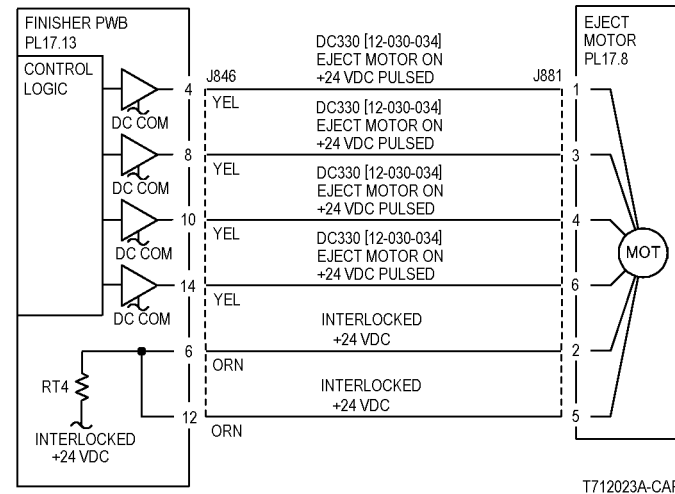 FINISHER PWB
PL17.13
CONTROL
LOGIC
DC COM
DC COM
DC COM
DC COM
RT4
INTERLOCKED
+24 VDC
4
8
10
14
6
12
J846
YEL
YEL
YEL
YEL
ORN
ORN
DC330 [12-030-034]
EJECT MOTOR ON
+24 VDC PULSED
DC330 [12-030-034]
EJECT MOTOR ON
+24 VDC PULSED
DC330 [12-030-034]
EJECT MOTOR ON
+24 VDC PULSED
DC330 [12-030-034]
EJECT MOTOR ON
+24 VDC PULSED
INTERLOCKED
+24 VDC
INTERLOCKED
+24 VDC
J881
1
3
4
6
2
5
EJECT
MOTOR
PL17.8
MOT